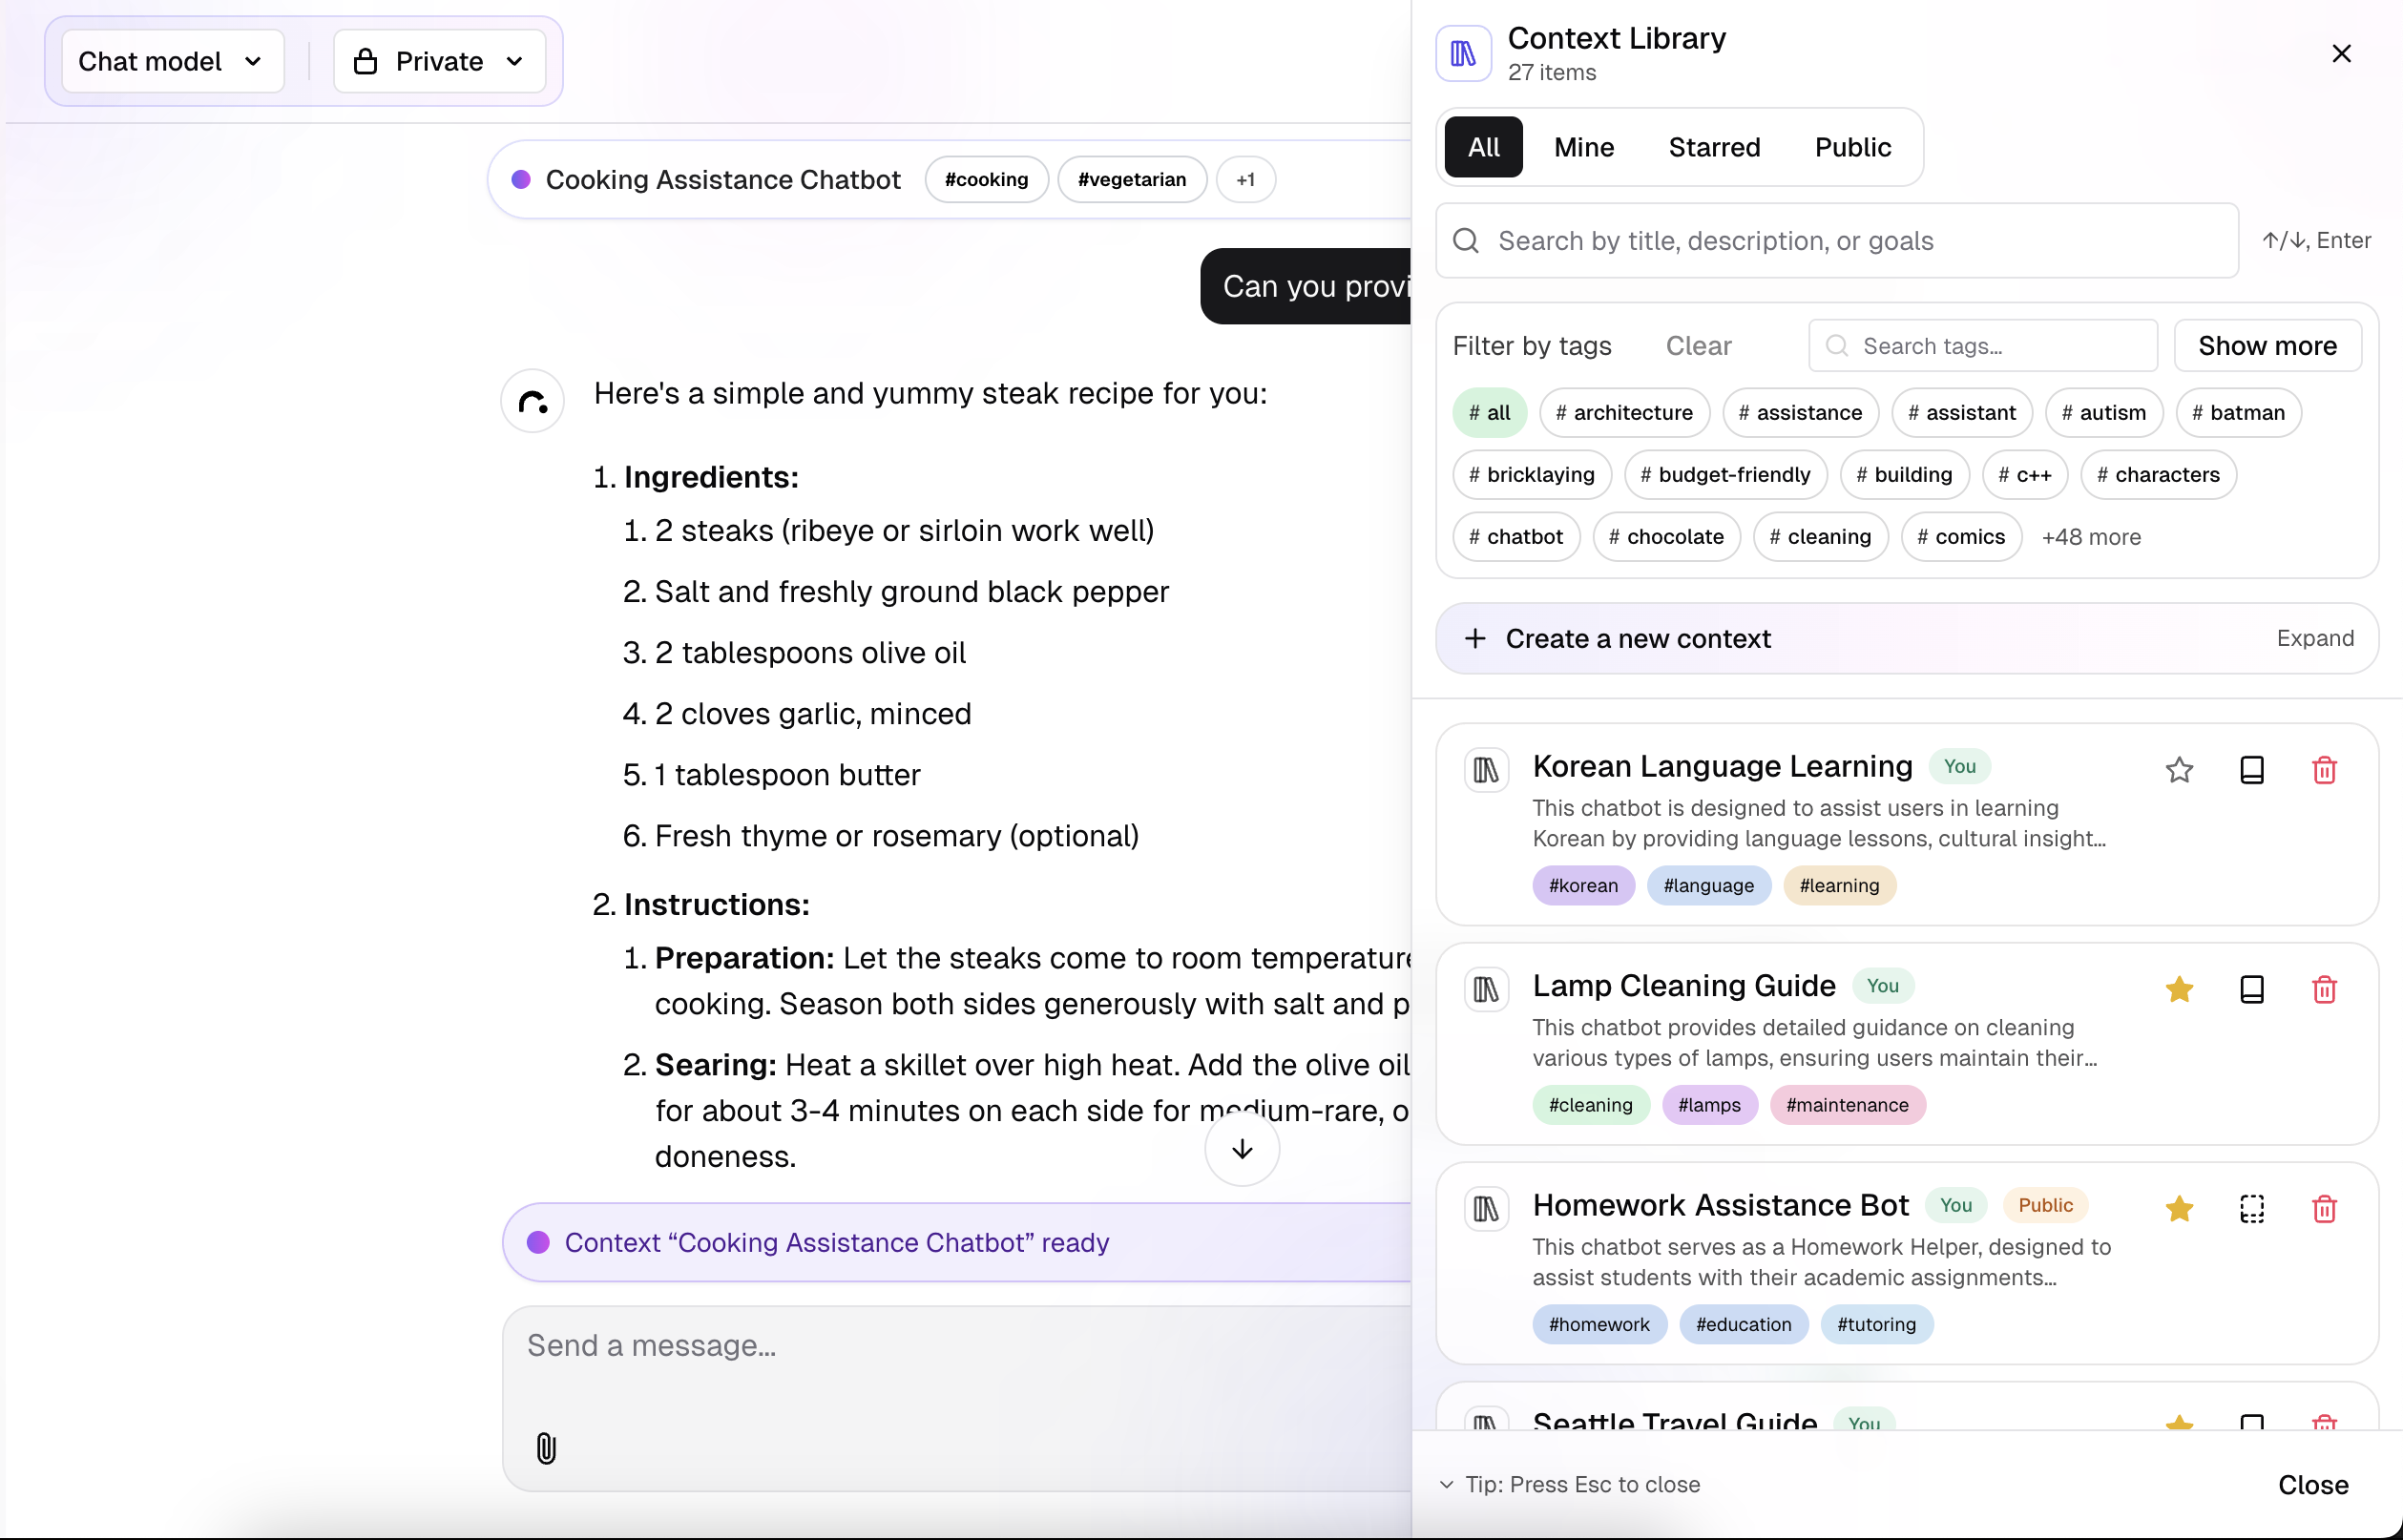 Chat model
Private
Cooking Assistance Chatbot #cooking #vegetarian +1
Can you provi
Here's a simple and yummy steak recipe for you:
1. Ingredients:
1. 2 steaks (ribeye or sirloin work well)
2. Salt and freshly ground black pepper
3. 2 tablespoons olive oil
4. 2 cloves garlic, minced
5. 1 tablespoon butter
6. Fresh thyme or rosemary (optional)
2. Instructions:
1. Preparation: Let the steaks come to room temperature
cooking. Season both sides generously with salt and p
2. Searing: Heat a skillet over high heat. Add the olive oil
for about 3-4 minutes on each side for medium-rare, o
doneness.
Context “Cooking Assistance Chatbot” ready
Send a message...
Context Library
27 items
All Mine Starred Public
Search by title, description, or goals
↑/↓, Enter
Filter by tags Clear Search tags... Show more
# all # architecture # assistance # assistant # autism # batman
# bricklaying # budget-friendly # building # c++ # characters
# chatbot # chocolate # cleaning # comics +48 more
+ Create a new context Expand
Korean Language Learning You
This chatbot is designed to assist users in learning
Korean by providing language lessons, cultural insight...
#korean #language #learning
Lamp Cleaning Guide You
This chatbot provides detailed guidance on cleaning
various types of lamps, ensuring users maintain their...
#cleaning #lamps #maintenance
Homework Assistance Bot You Public
This chatbot serves as a Homework Helper, designed to
assist students with their academic assignments...
#homework #education #tutoring
Seattle Travel Guide You
Tip: Press Esc to close
Close